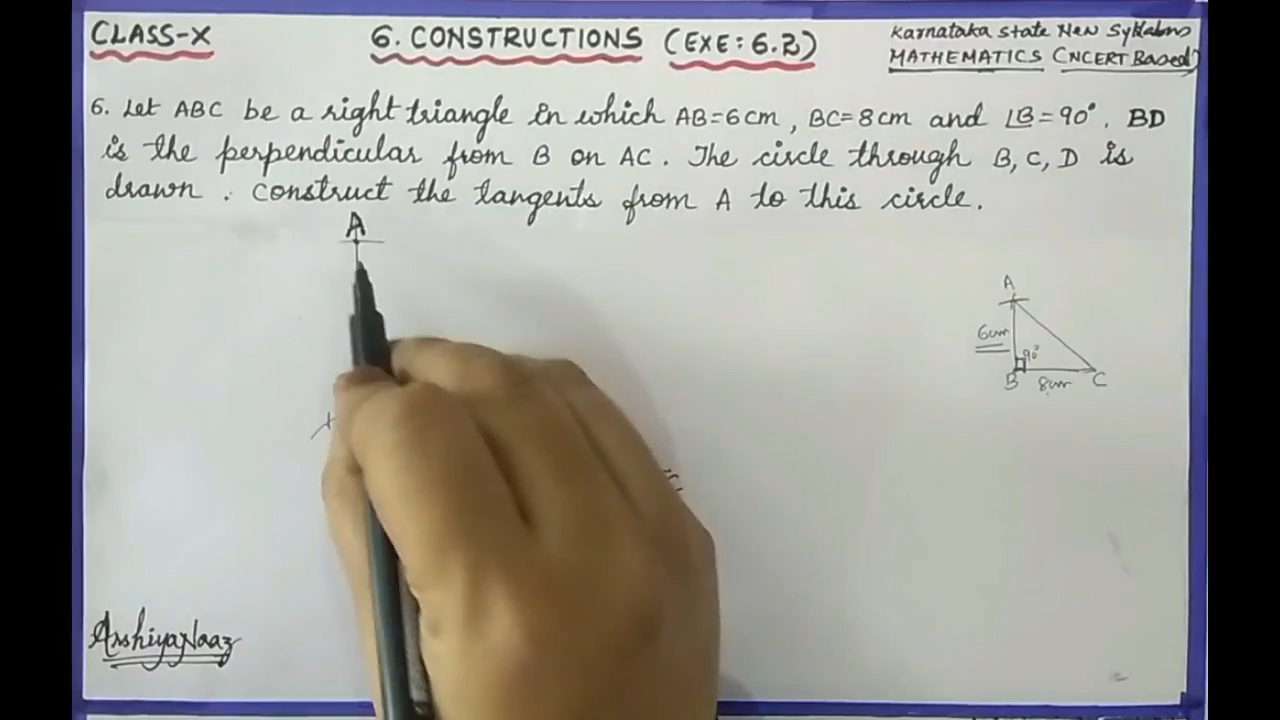 CLASS-X
6. CONSTRUCTIONS (EXE: 6.2)
Karnataka state New Syllabus
MATHEMATICS (NCERT Based)
6. Let ABC be a right triangle in which AB=6cm, BC=8cm and ∠B=90°. BD
is the perpendicular from B on AC. The circle through B, C, D is
drawn. construct the tangents from A to this circle.
A
A
6cm
90°
B
8cm
C
ArshiyaNaaz